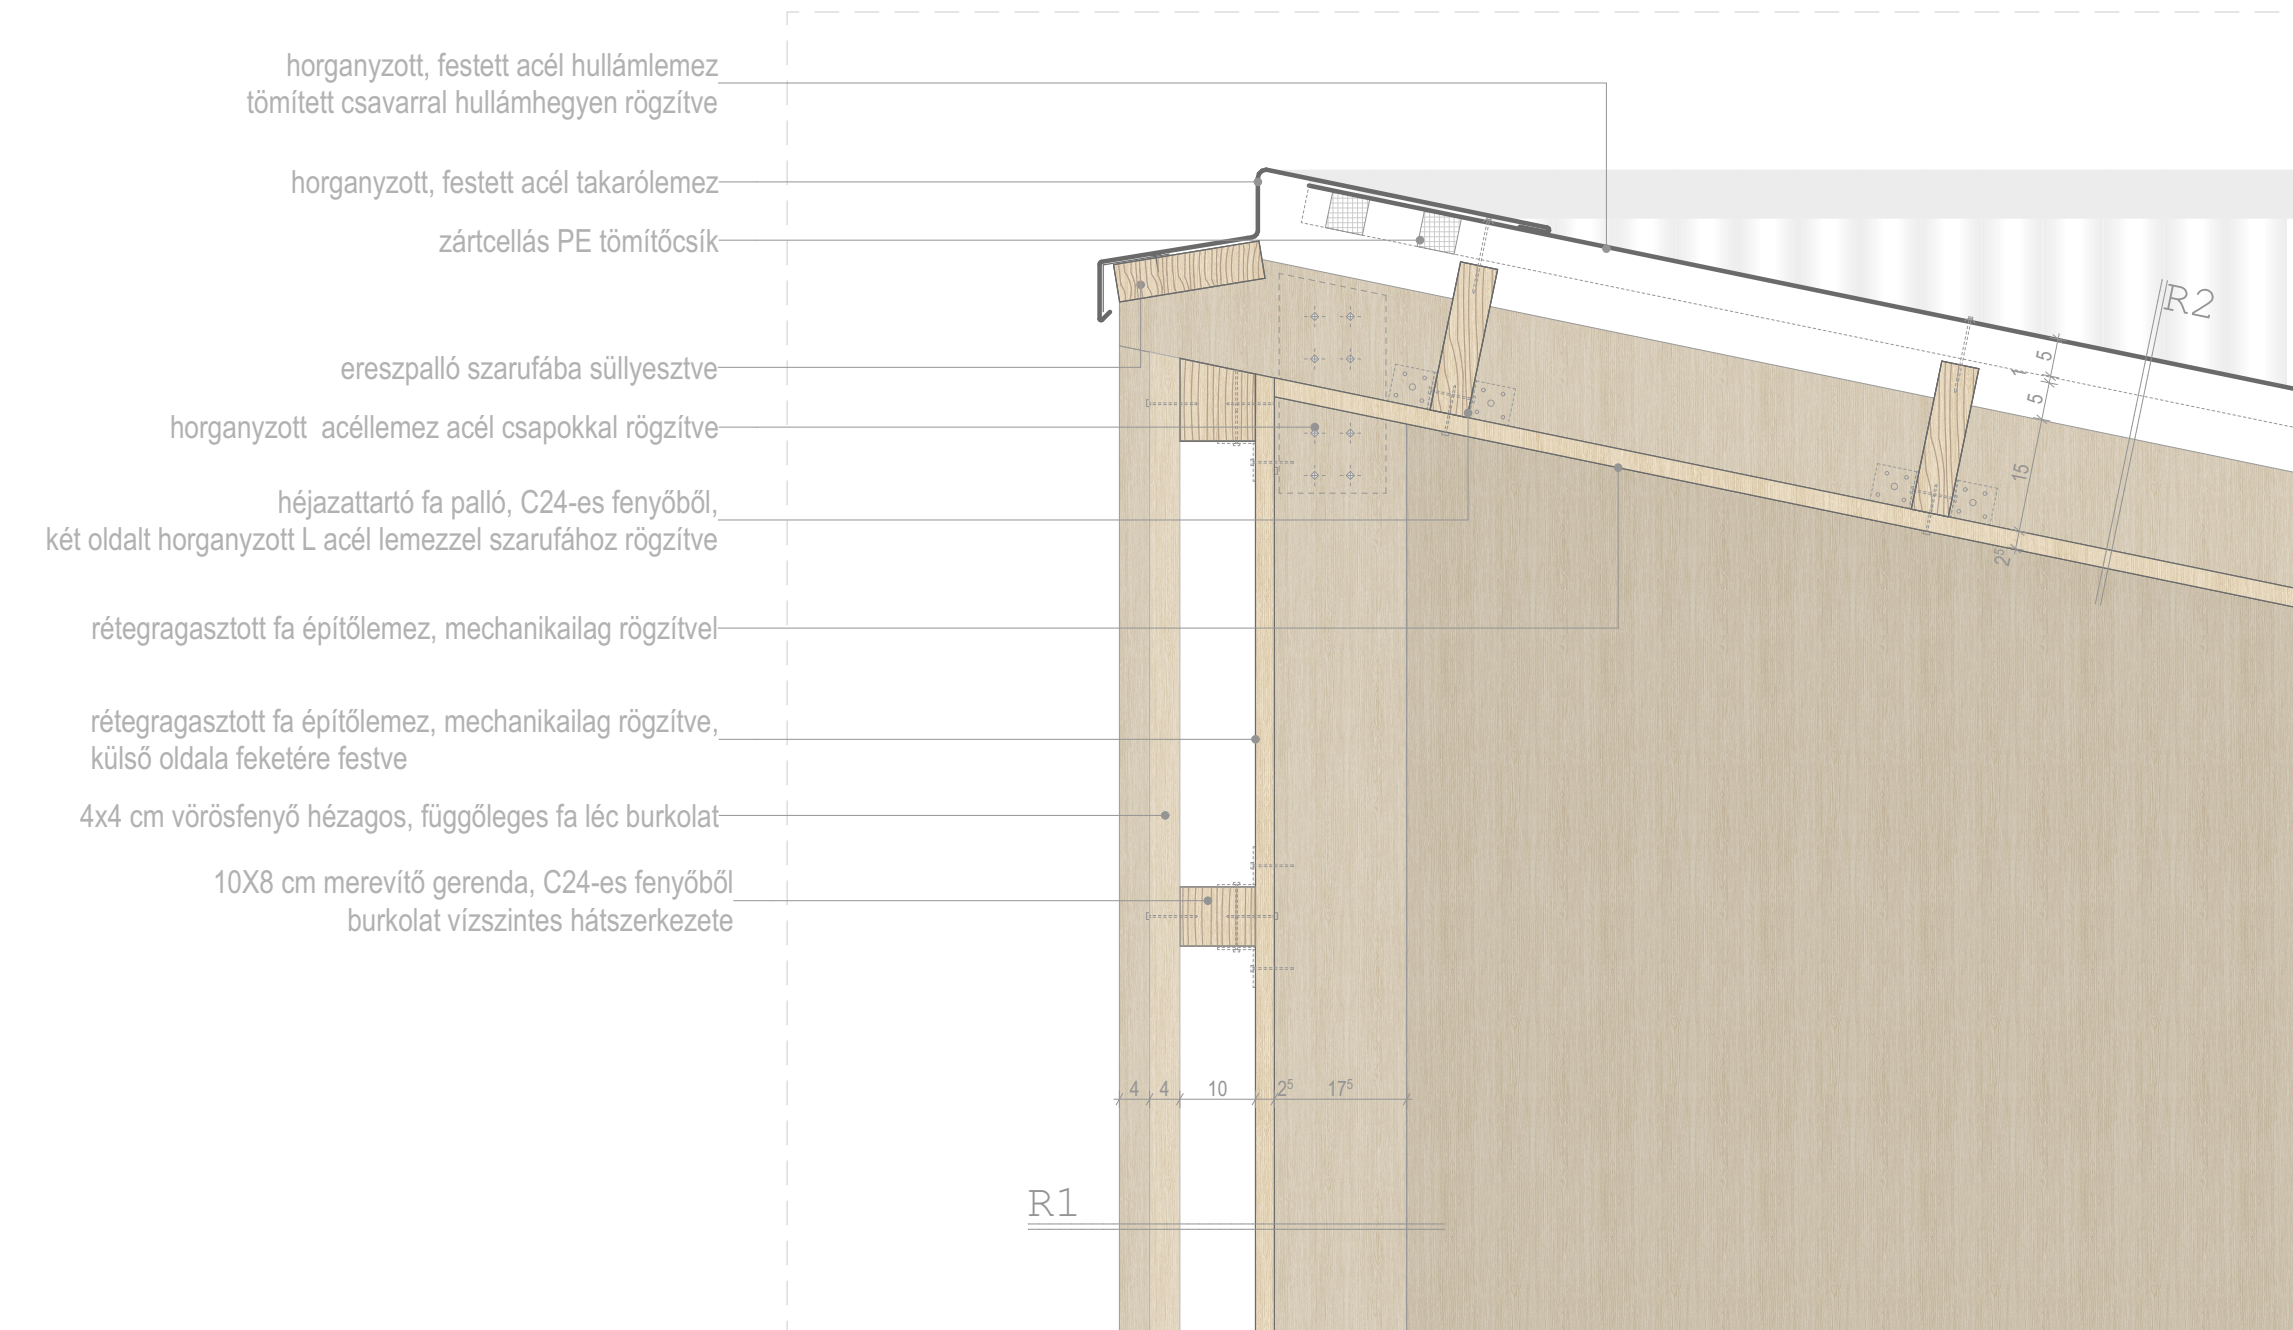 horganyzott, festett acél hullámlemez
tömített csavarral hullámhegyen rögzítve
horganyzott, festett acél takarólemez
zártcellás PE tömítőcsík
ereszpalló szarufába süllyesztve
horganyzott  acéllemez acél csapokkal rögzítve
héjazattartó fa palló, C24-es fenyőből,
két oldalt horganyzott L acél lemezzel szarufához rögzítve
rétegragasztott fa építőlemez, mechanikailag rögzítvel
rétegragasztott fa építőlemez, mechanikailag rögzítve,
külső oldala feketére festve
4x4 cm vörösfenyő hézagos, függőleges fa léc burkolat
10X8 cm merevítő gerenda, C24-es fenyőből
burkolat vízszintes hátszerkezete
R2
5
1
5
15
2⁵
4 4 10 2⁵ 17⁵
R1